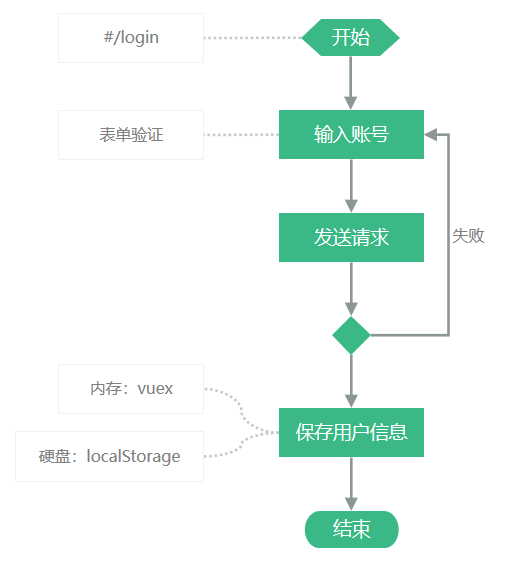 #/login
开始
表单验证
输入账号
发送请求
失败
内存：vuex
保存用户信息
硬盘：localStorage
结束